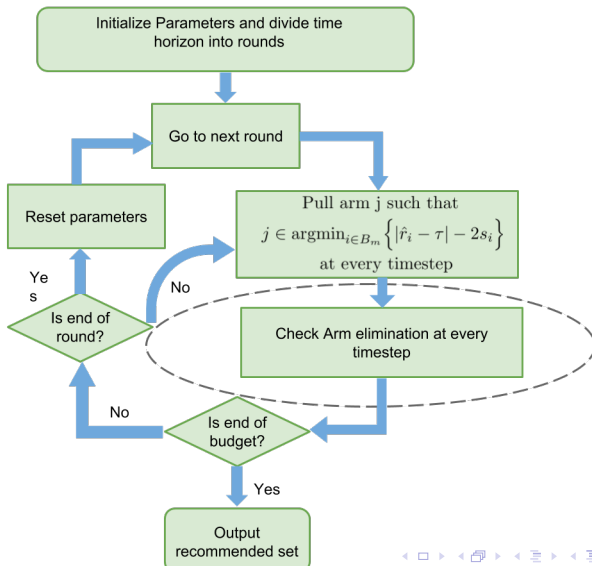 Initialize Parameters and divide time
horizon into rounds
Go to next round
Pull arm j such that
j ∈ argmin_{i∈B_m} {|r̂_i − τ| − 2s_i}
at every timestep
Reset parameters
Ye
s
No
Is end of
round?
Check Arm elimination at every
timestep
No
Is end of
budget?
Yes
Output
recommended set